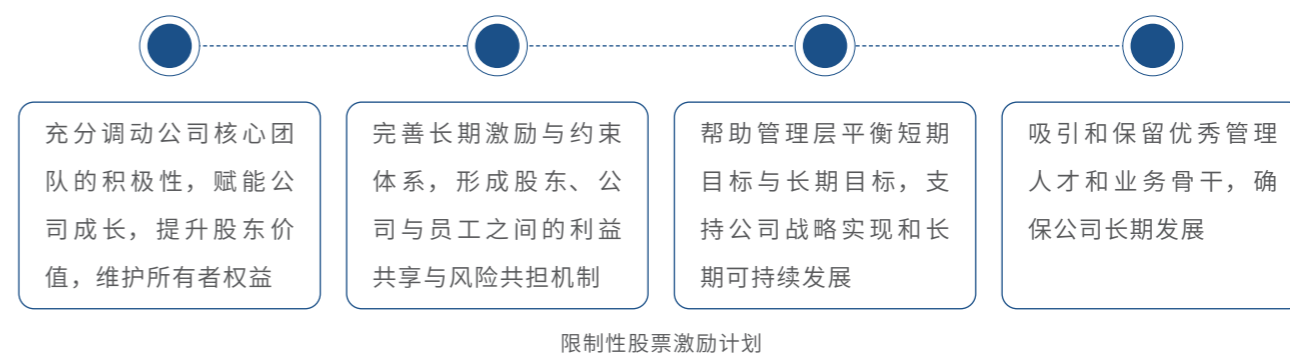 充分调动公司核心团
队的积极性，赋能公
司成长，提升股东价
值，维护所有者权益
完善长期激励与约束
体系，形成股东、公
司与员工之间的利益
共享与风险共担机制
帮助管理层平衡短期
目标与长期目标，支
持公司战略实现和长
期可持续发展
吸引和保留优秀管理
人才和业务骨干，确
保公司长期发展
限制性股票激励计划